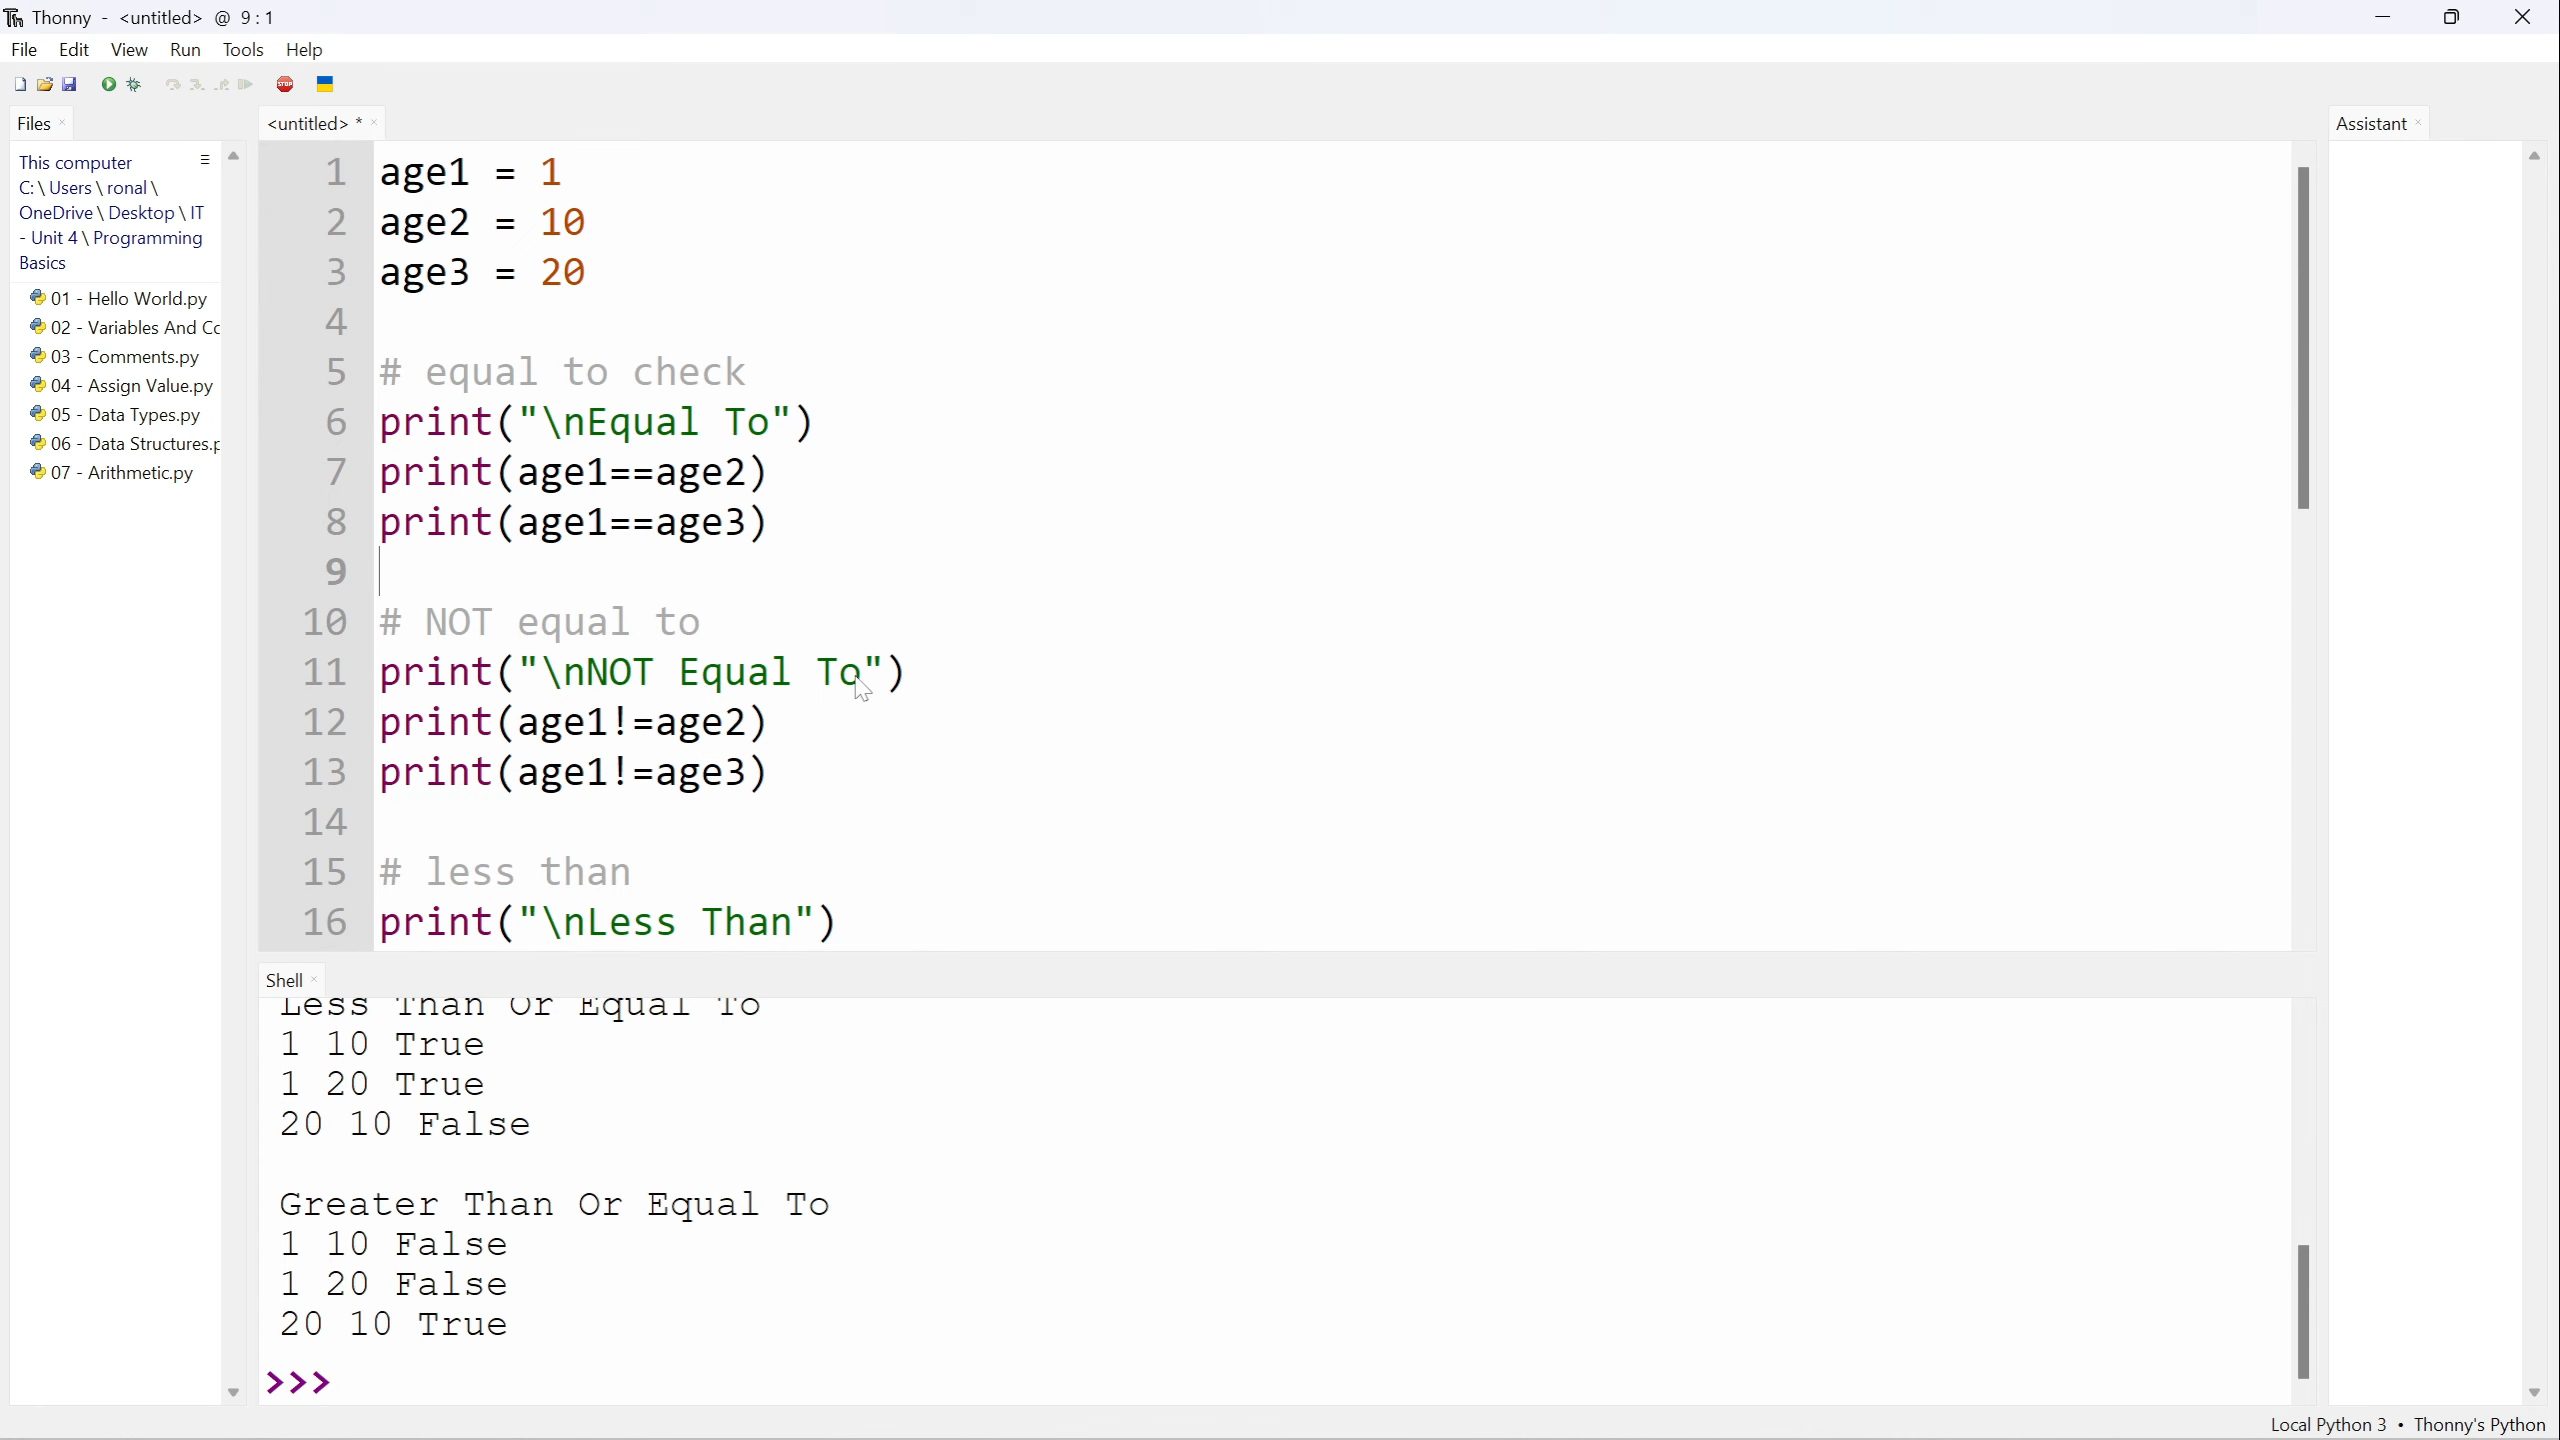 Thonny - <untitled> @ 9:1
File Edit View Run Tools Help
Files
<untitled> *
Assistant
This computer
C:\Users\ronal\
OneDrive\Desktop\IT
- Unit 4\Programming
Basics
01 - Hello World.py
02 - Variables And Co
03 - Comments.py
04 - Assign Value.py
05 - Data Types.py
06 - Data Structures.p
07 - Arithmetic.py
1 age1 = 1
2 age2 = 10
3 age3 = 20
4
5 # equal to check
6 print("\nEqual To")
7 print(age1==age2)
8 print(age1==age3)
9
10 # NOT equal to
11 print("\nNOT Equal To")
12 print(age1!=age2)
13 print(age1!=age3)
14
15 # less than
16 print("\nLess Than")
Shell
Less Than Or Equal To
1 10 True
1 20 True
20 10 False
Greater Than Or Equal To
1 10 False
1 20 False
20 10 True
>>>
Local Python 3 • Thonny's Python